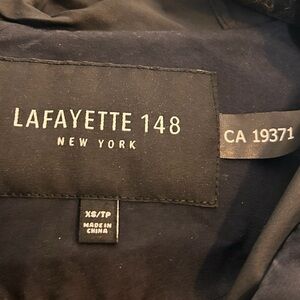 LAFAYETTE 148
NEW YORK
CA 19371
XS/TP
MADE IN
CHINA